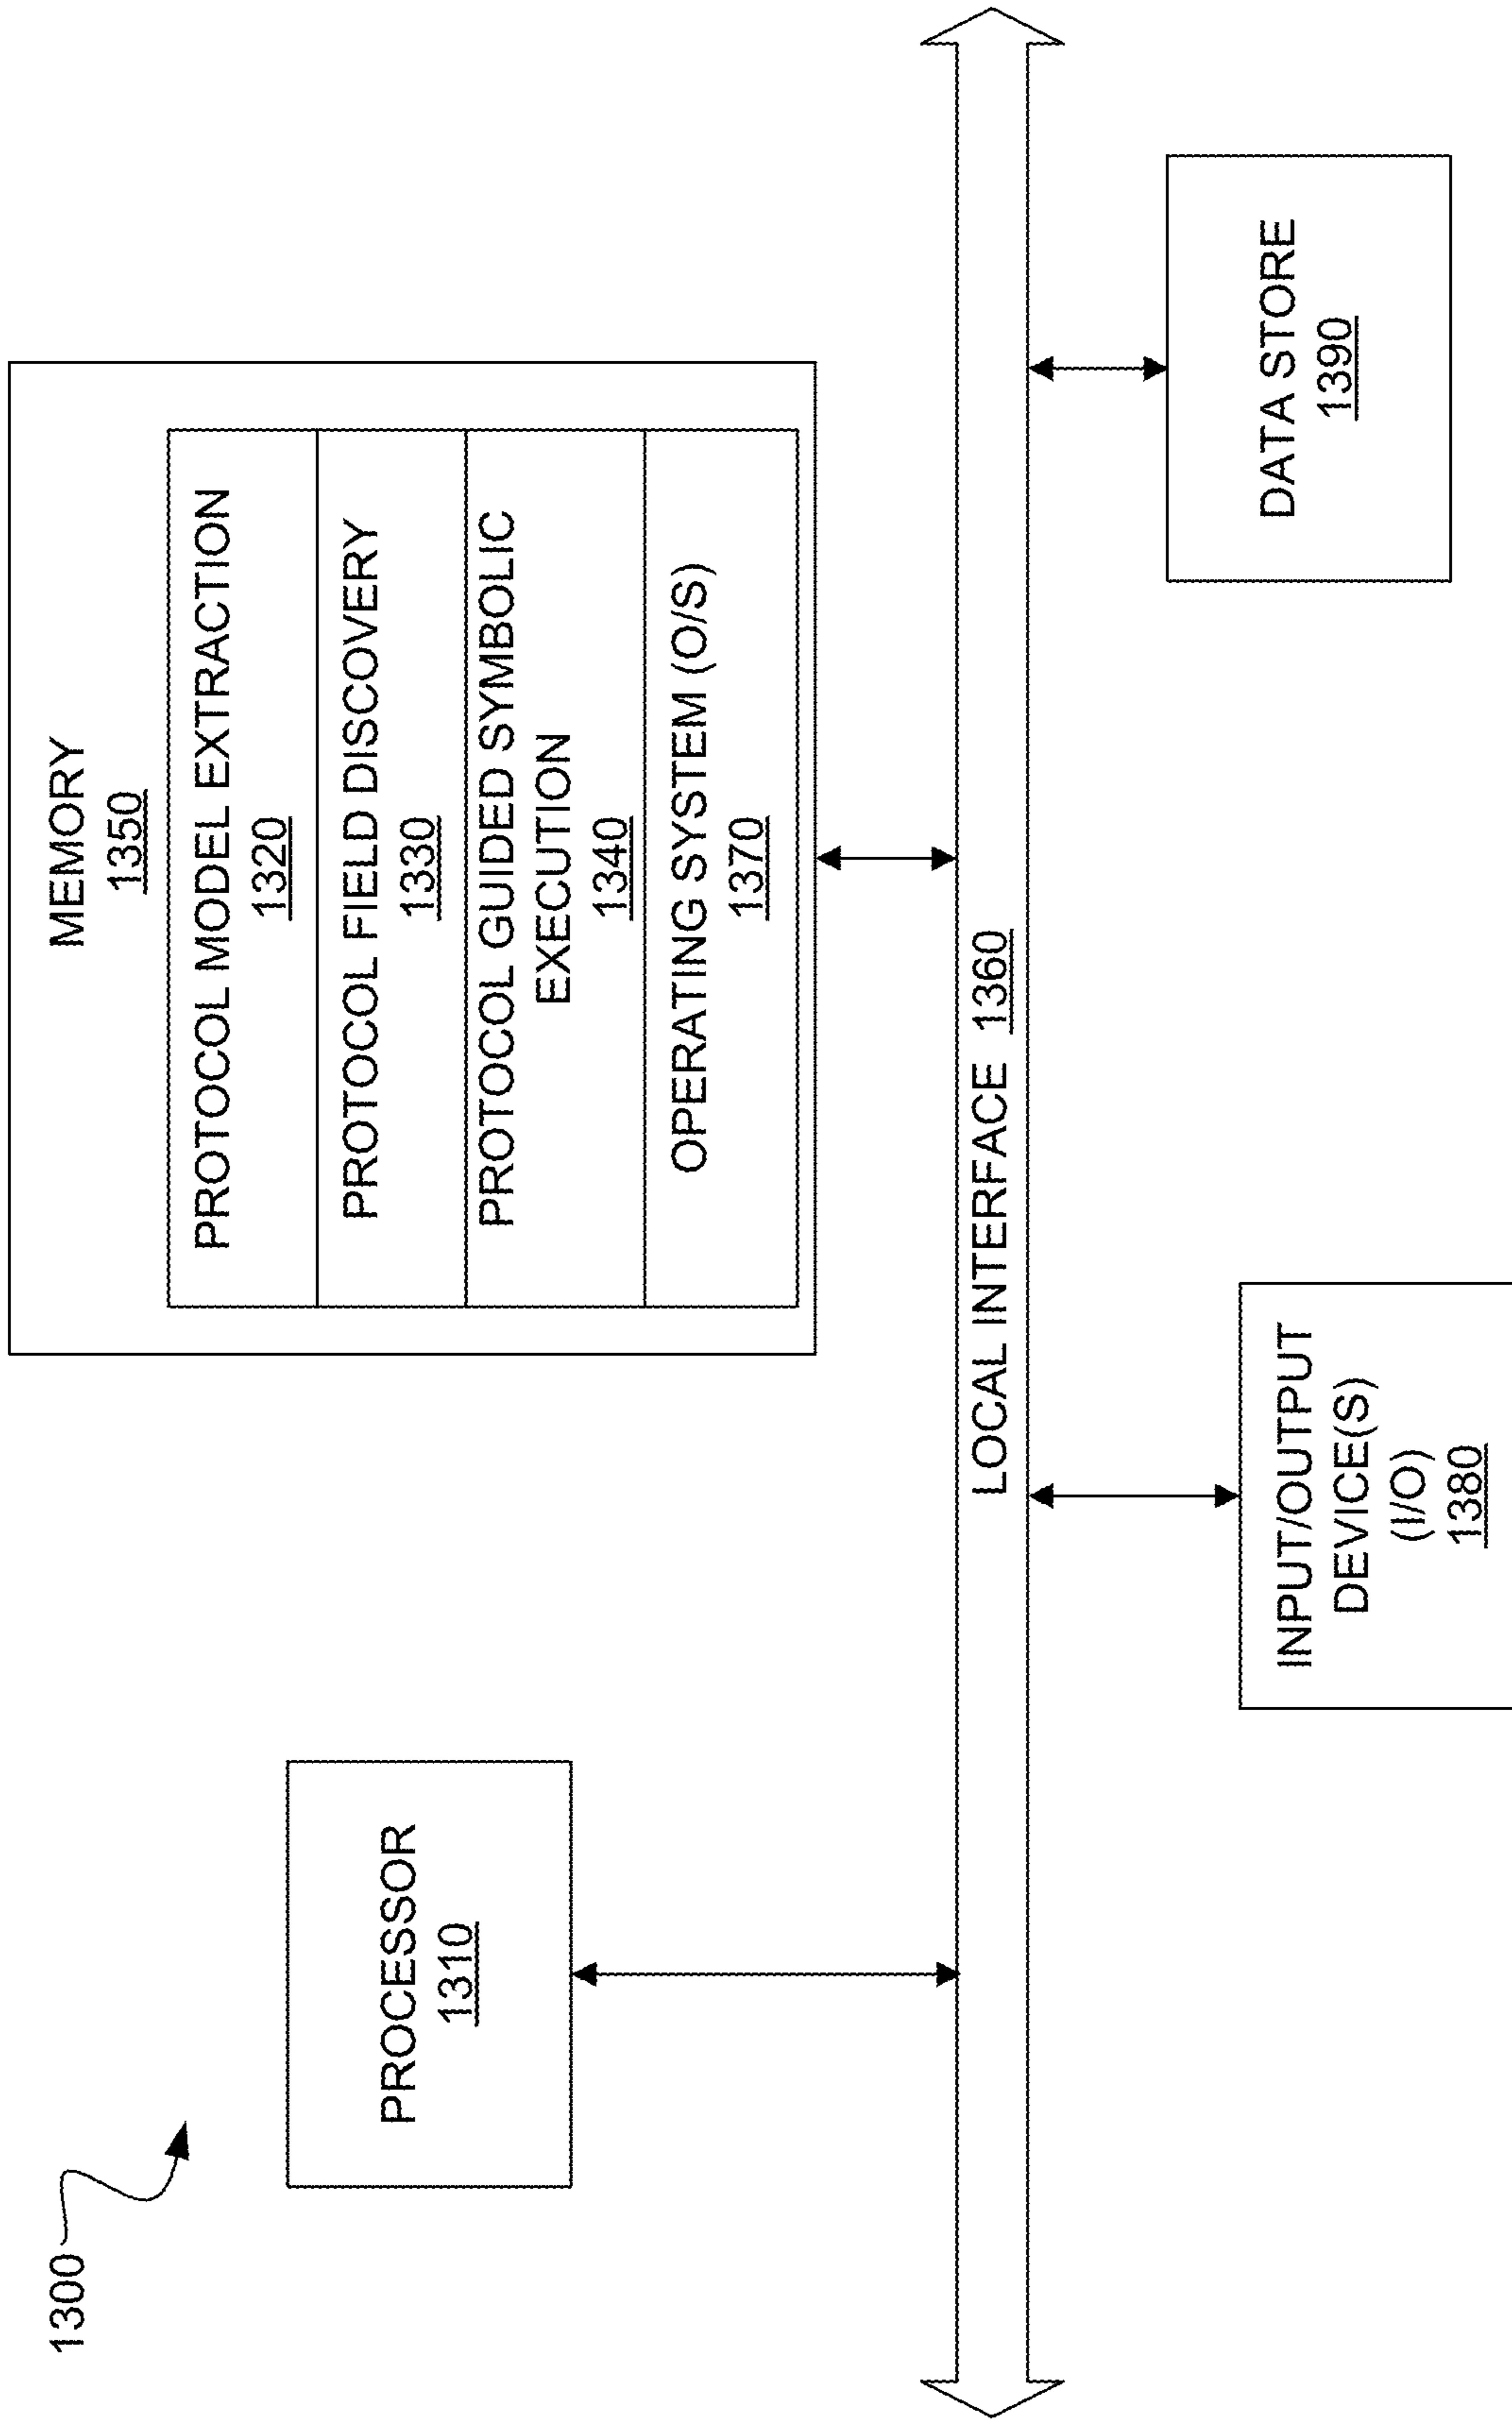 1300
PROCESSOR
1310
MEMORY
1350
PROTOCOL MODEL EXTRACTION
1320
PROTOCOL FIELD DISCOVERY
1330
PROTOCOL GUIDED SYMBOLIC
EXECUTION
1340
OPERATING SYSTEM (O/S)
1370
LOCAL INTERFACE 1360
INPUT/OUTPUT
DEVICE(S)
(I/O)
1380
DATA STORE
1390